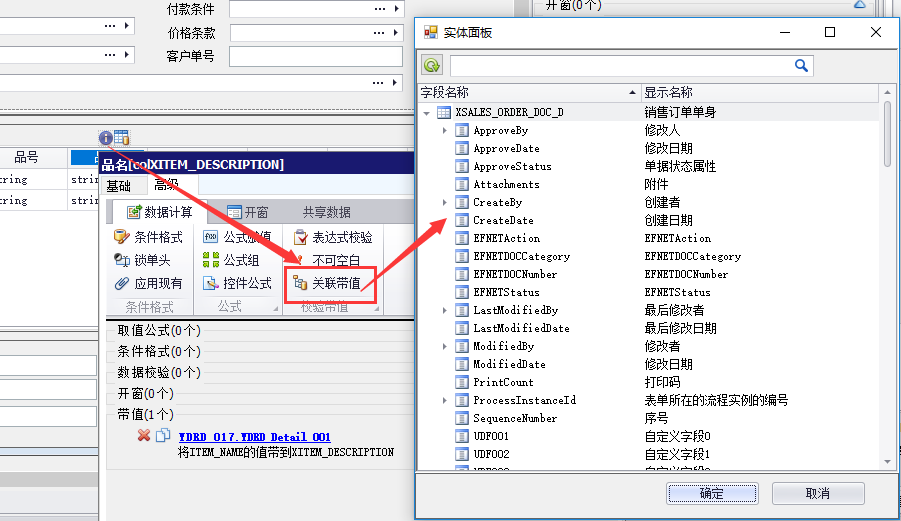 付款条件
价格条款
客户单号
开窗(0个)
品号
tring
tring
string
品名[colXITEM_DESCRIPTION]
基础
高级
数据计算
开窗
共享数据
条件格式
公式赋值
表达式校验
锁单头
公式组
不可空白
应用现有
控件公式
关联带值
条件格式
公式
校验带值
取值公式(0个)
条件格式(0个)
数据校验(0个)
开窗(0个)
带值(1个)
YDRD_017.YDRD_Detail_001
将ITEM_NAME的值带到XITEM_DESCRIPTION
实体面板
字段名称 显示名称
XSALES_ORDER_DOC_D 销售订单单身
ApproveBy 修改人
ApproveDate 修改日期
ApproveStatus 单据状态属性
Attachments 附件
CreateBy 创建者
CreateDate 创建日期
EFNETAction EFNETAction
EFNETDOCCategory EFNETDOCCategory
EFNETDOCNumber EFNETDOCNumber
EFNETStatus EFNETStatus
LastModifiedBy 最后修改者
LastModifiedDate 最后修改日期
ModifiedBy 修改者
ModifiedDate 修改日期
PrintCount 打印码
ProcessInstanceId 表单所在的流程实例的编号
SequenceNumber 序号
UDF001 自定义字段0
UDF002 自定义字段1
确定
取消